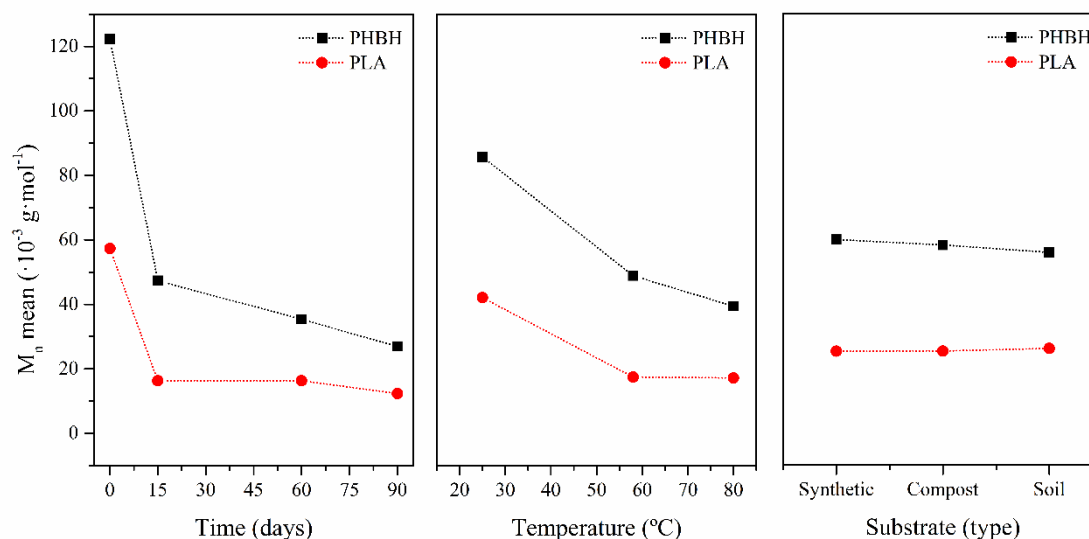 M_n mean (·10⁻³ g·mol⁻¹)
120
100
80
60
40
20
0
PHBH
PLA
0 15 30 45 60 75 90
Time (days)
PHBH
PLA
20 30 40 50 60 70 80
Temperature (ºC)
PHBH
PLA
Synthetic Compost Soil
Substrate (type)